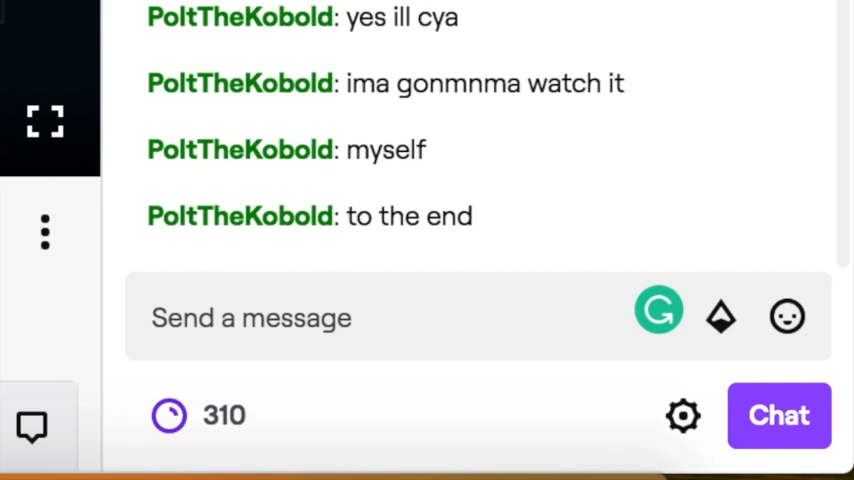 PoltTheKobold: yes ill cya
PoltTheKobold: ima gonmnma watch it
PoltTheKobold: myself
PoltTheKobold: to the end
Send a message
310
Chat